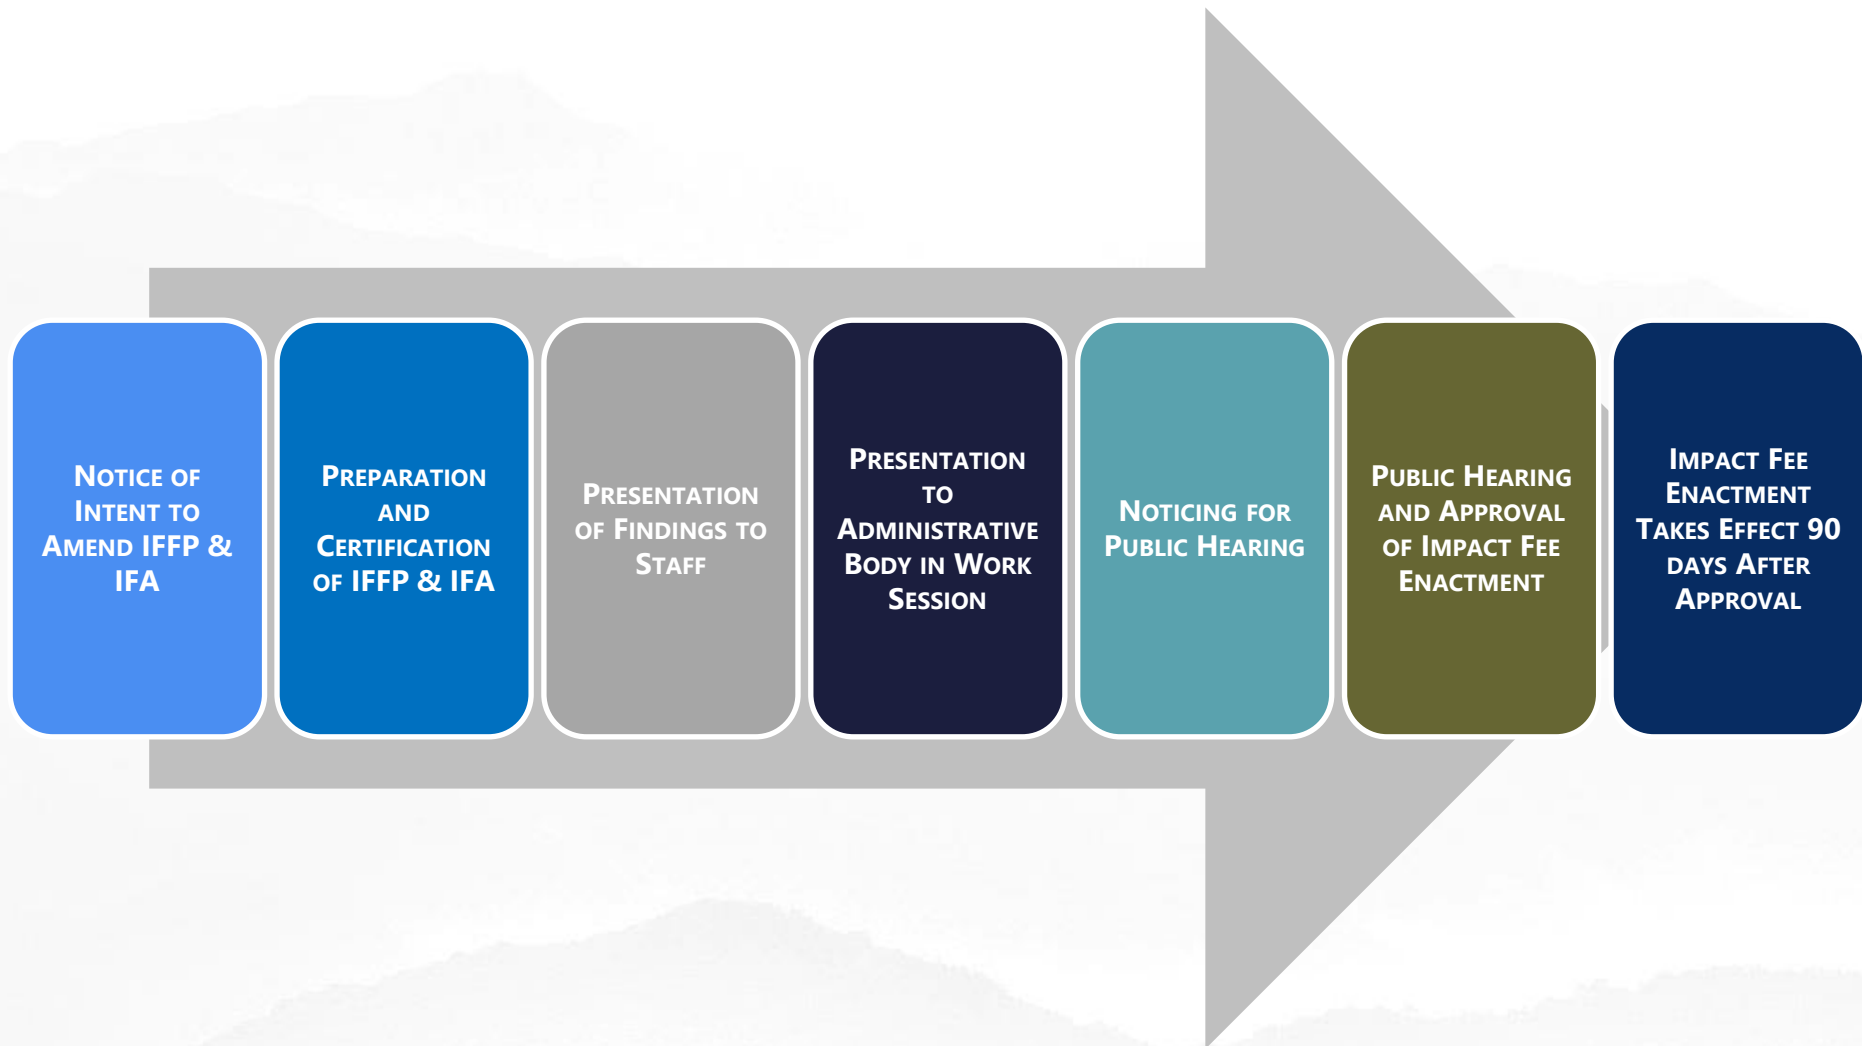 NOTICE OF
INTENT TO
AMEND IFFP &
IFA
PREPARATION
AND
CERTIFICATION
OF IFFP & IFA
PRESENTATION
OF FINDINGS TO
STAFF
PRESENTATION
TO
ADMINISTRATIVE
BODY IN WORK
SESSION
NOTICING FOR
PUBLIC HEARING
PUBLIC HEARING
AND APPROVAL
OF IMPACT FEE
ENACTMENT
IMPACT FEE
ENACTMENT
TAKES EFFECT 90
DAYS AFTER
APPROVAL